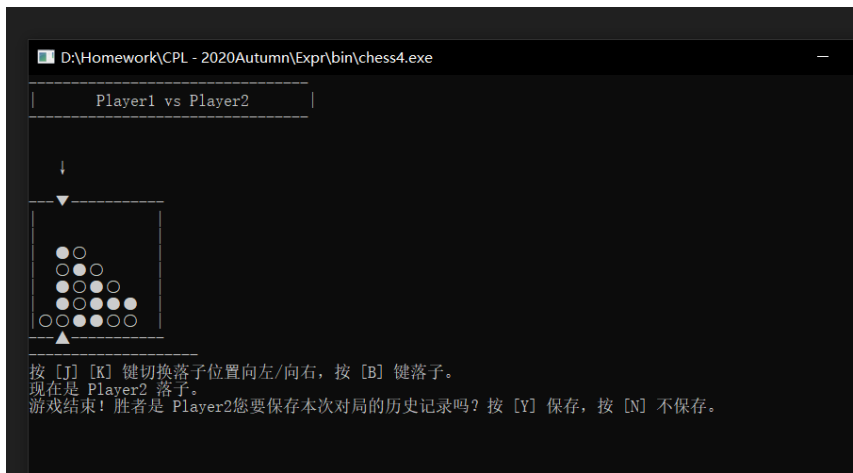 D:\Homework\CPL - 2020Autumn\Expr\bin\chess4.exe
Player1 vs Player2
↓
▼
●○
○●○
●○●○
●○●●●
○○●●○○
▲
按 [J] [K] 键切换落子位置向左/向右，按 [B] 键落子。
现在是 Player2 落子。
游戏结束！胜者是 Player2您要保存本次对局的历史记录吗？按 [Y] 保存，按 [N] 不保存。